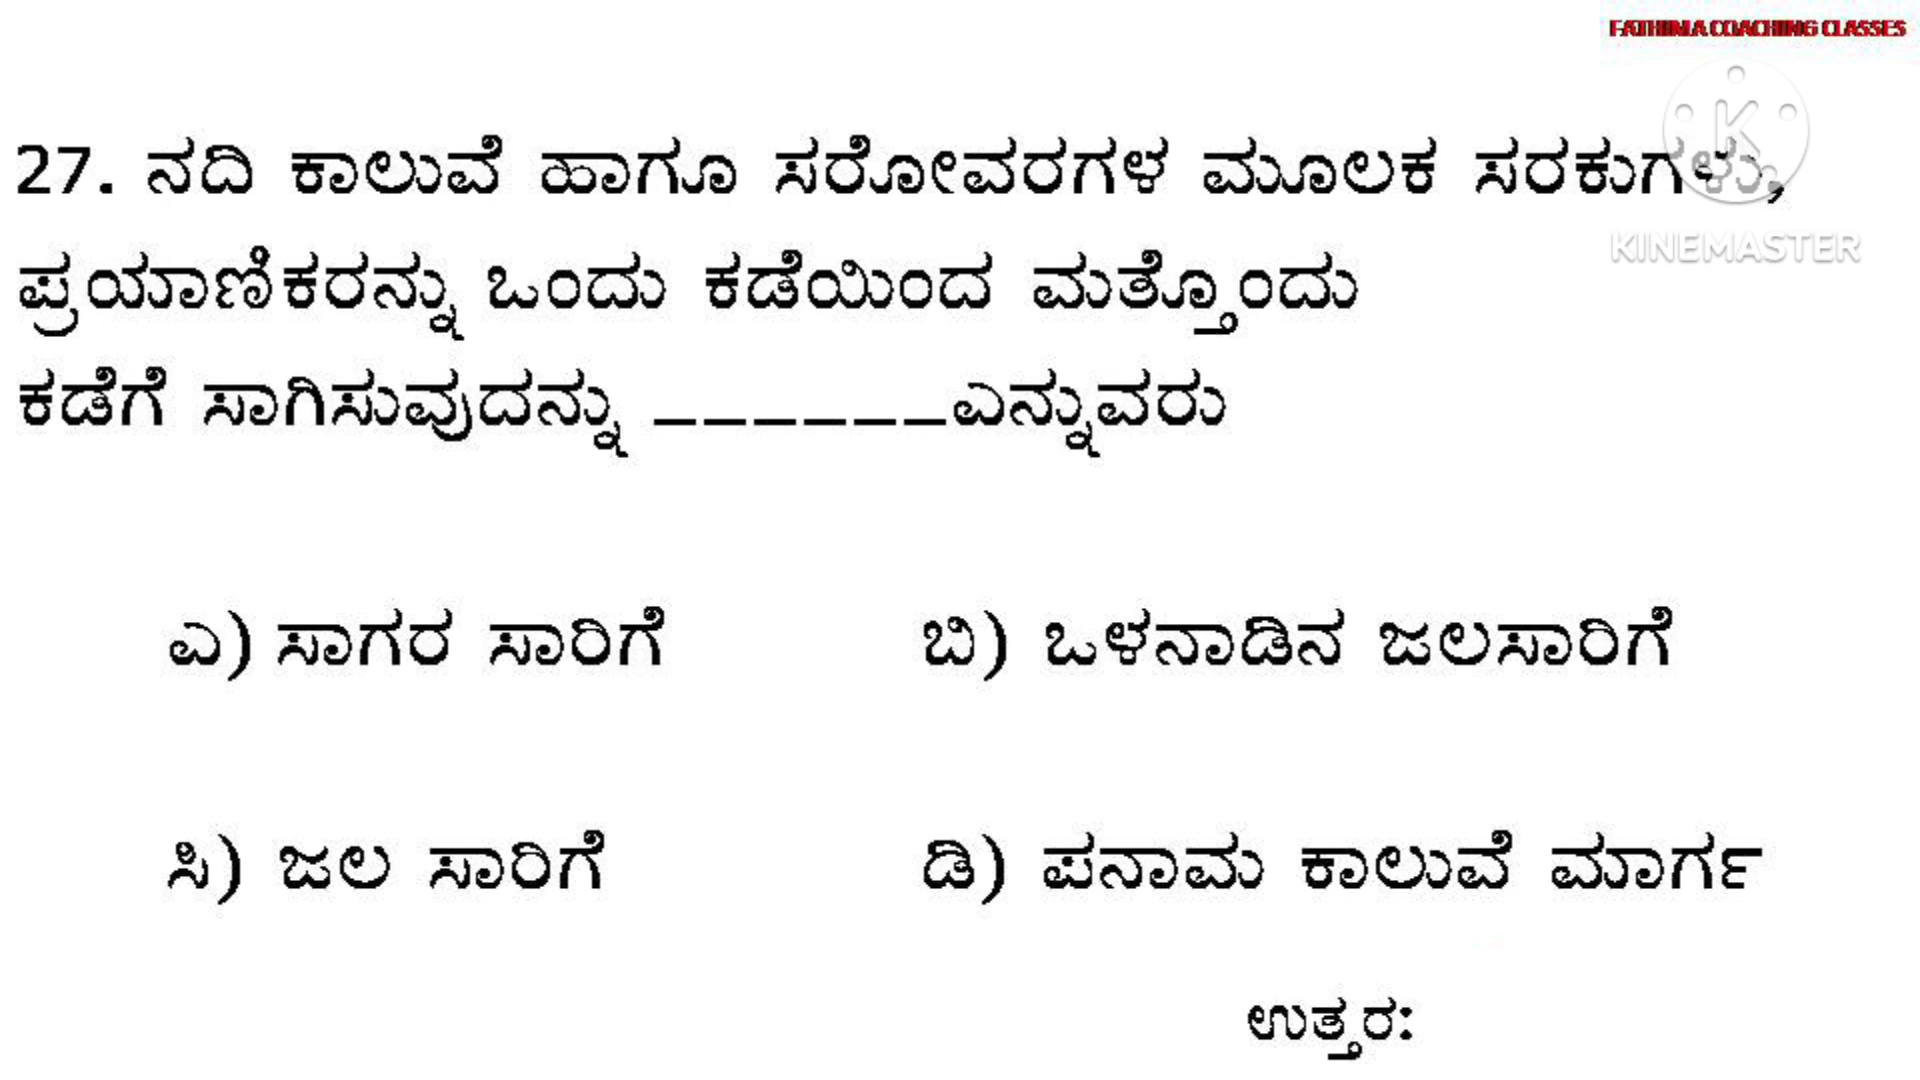 FATHIMA COACHING CLASSES
27. ನದಿ ಕಾಲುವೆ ಹಾಗೂ ಸರೋವರಗಳ ಮೂಲಕ ಸರಕುಗಳು,
KINEMASTER
ಪ್ರಯಾಣಿಕರನ್ನು ಒಂದು ಕಡೆಯಿಂದ ಮತ್ತೊಂದು
ಕಡೆಗೆ ಸಾಗಿಸುವುದನ್ನು ______ಎನ್ನುವರು
ಎ) ಸಾಗರ ಸಾರಿಗೆ ಬಿ) ಒಳನಾಡಿನ ಜಲಸಾರಿಗೆ
ಸಿ) ಜಲ ಸಾರಿಗೆ ಡಿ) ಪನಾಮ ಕಾಲುವೆ ಮಾರ್ಗ
ಉತ್ತರ: